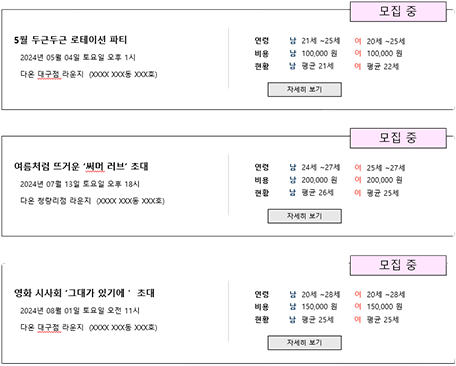 모집 중
5월 두근두근 로테이션 파티
2024년 05월 04일 토요일 오후 1시
다온 대구점 라운지 (XXXX XXX동 XXX호)
연령 남 21세 ~25세 여 20세 ~25세
비용 남 100,000 원 여 100,000 원
현황 남 평균 21세 여 평균 22세
자세히 보기
모집 중
여름처럼 뜨거운 '써머 러브' 초대
2024년 07월 13일 토요일 오후 18시
다온 청량리점 라운지 (XXXX XXX동 XXX호)
연령 남 24세 ~27세 여 25세 ~27세
비용 남 200,000 원 여 200,000 원
현황 남 평균 26세 여 평균 25세
자세히 보기
모집 중
영화 시사회 '그대가 있기에 ' 초대
2024년 08월 01일 토요일 오전 11시
다온 대구점 라운지 (XXXX XXX동 XXX호)
연령 남 20세 ~28세 여 20세 ~28세
비용 남 150,000 원 여 150,000 원
현황 남 평균 25세 여 평균 25세
자세히 보기